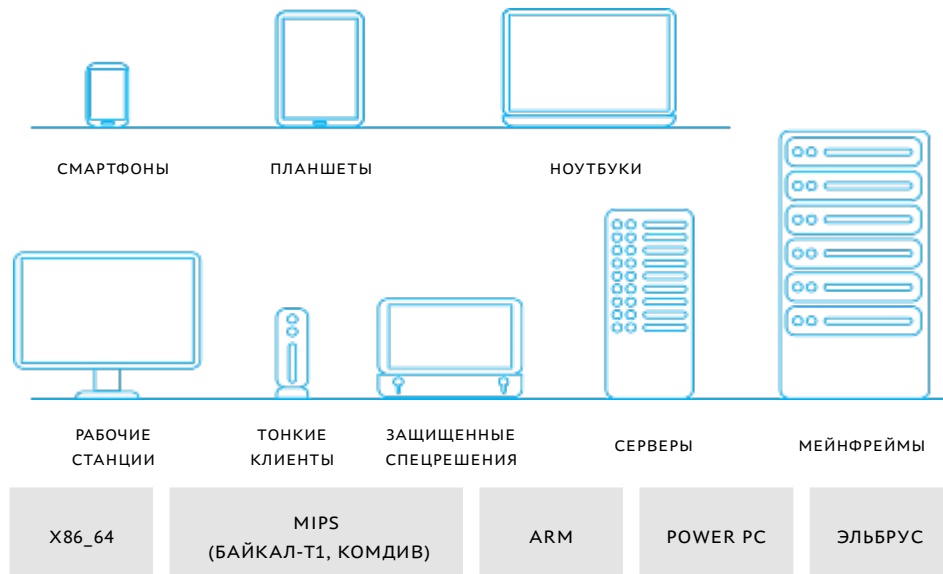 СМАРТФОНЫ
ПЛАНШЕТЫ
НОУТБУКИ
РАБОЧИЕ
СТАНЦИИ
ТОНКИЕ
КЛИЕНТЫ
ЗАЩИЩЕННЫЕ
СПЕЦРЕШЕНИЯ
СЕРВЕРЫ
МЕЙНФРЕЙМЫ
X86_64
MIPS
(БАЙКАЛ-Т1, КОМДИВ)
ARM
POWER PC
ЭЛЬБРУС